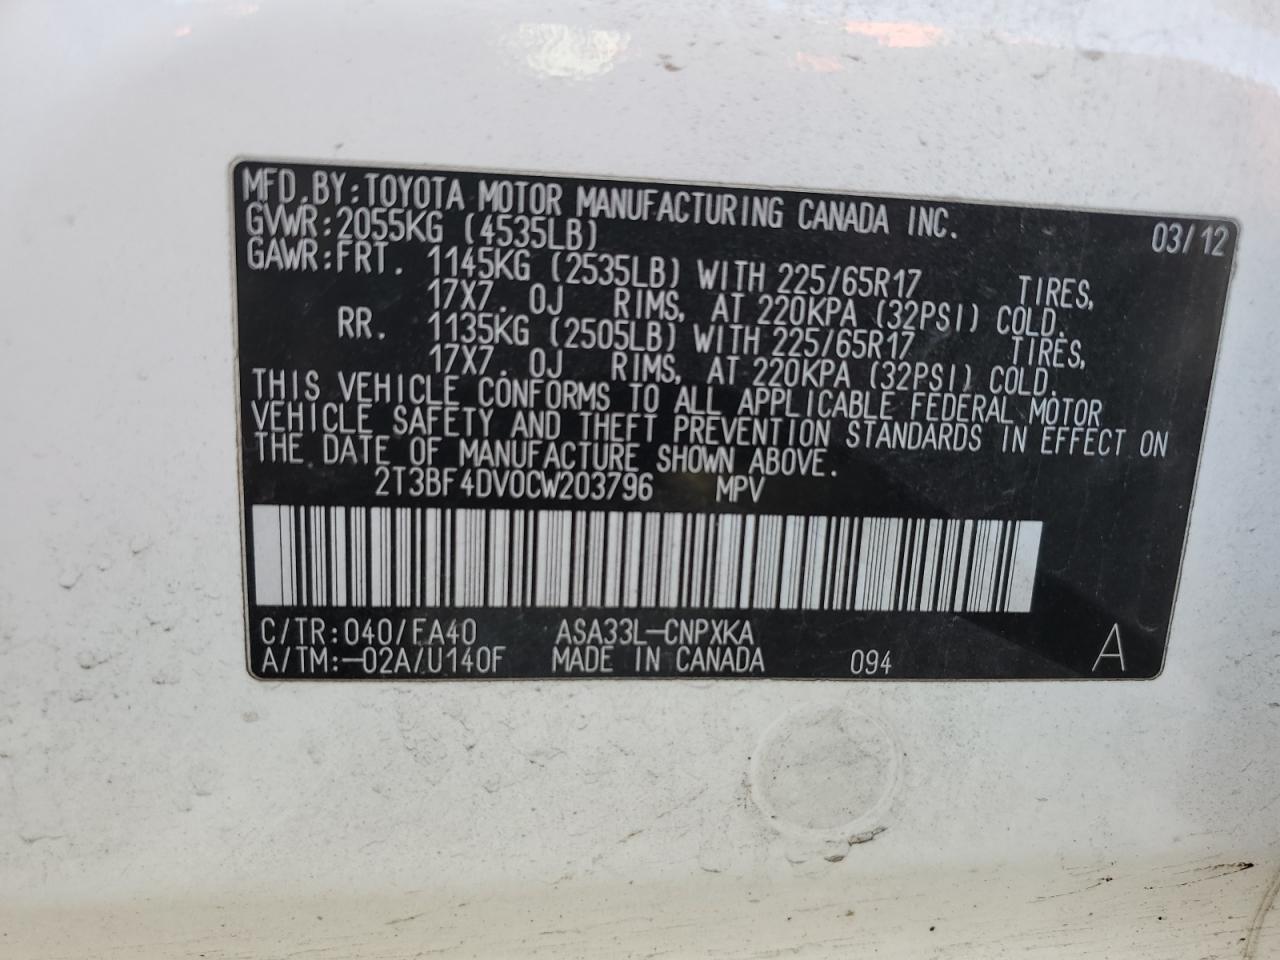 MFD.BY:TOYOTA MOTOR MANUFACTURING CANADA INC. 03/12
GVWR:2055KG (4535LB)
GAWR:FRT. 1145KG (2535LB) WITH 225/65R17 TIRES,
17X7.0J RIMS, AT 220KPA (32PSI) COLD.
RR. 1135KG (2505LB) WITH 225/65R17 TIRES,
17X7.0J RIMS, AT 220KPA (32PSI) COLD.
THIS VEHICLE CONFORMS TO ALL APPLICABLE FEDERAL MOTOR
VEHICLE SAFETY AND THEFT PREVENTION STANDARDS IN EFFECT ON
THE DATE OF MANUFACTURE SHOWN ABOVE.
2T3BF4DV0CW203796 MPV
C/TR:040/FA40 ASA33L-CNPXKA
A/TM:-02A/U140F MADE IN CANADA 094 A